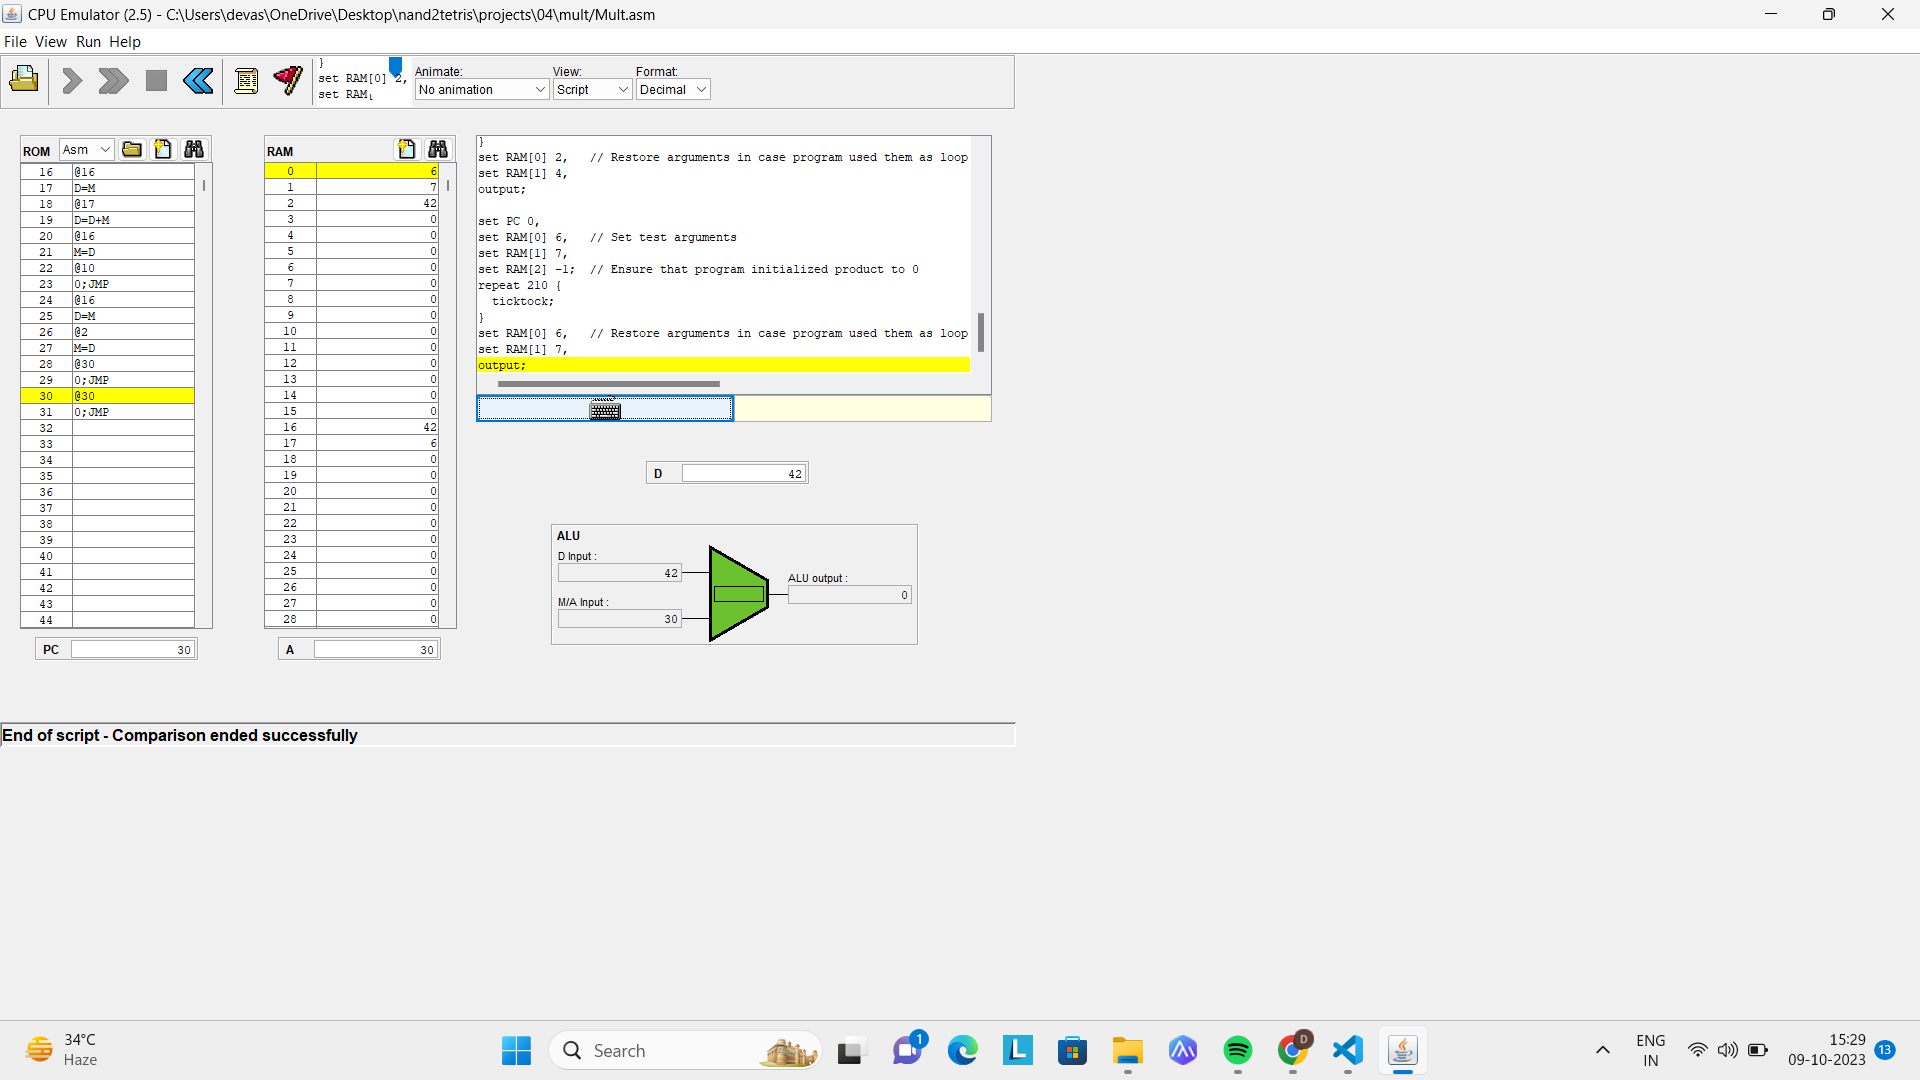 CPU Emulator (2.5) - C:\Users\devas\OneDrive\Desktop\nand2tetris\projects\04\mult/Mult.asm
File View Run Help
}
set RAM[0] 2,
set RAM[
Animate:
No animation
View:
Script
Format:
Decimal
ROM Asm
16 @16
17 D=M
18 @17
19 D=D+M
20 @16
21 M=D
22 @10
23 0;JMP
24 @16
25 D=M
26 @2
27 M=D
28 @30
29 0;JMP
30 @30
31 0;JMP
32
33
34
35
36
37
38
39
40
41
42
43
44
PC 30
RAM
0 6
1 7
2 42
3 0
4 0
5 0
6 0
7 0
8 0
9 0
10 0
11 0
12 0
13 0
14 0
15 0
16 42
17 6
18 0
19 0
20 0
21 0
22 0
23 0
24 0
25 0
26 0
27 0
28 0
A 30
}
set RAM[0] 2,   // Restore arguments in case program used them as loop
set RAM[1] 4,
output;
set PC 0,
set RAM[0] 6,   // Set test arguments
set RAM[1] 7,
set RAM[2] -1;  // Ensure that program initialized product to 0
repeat 210 {
ticktock;
}
set RAM[0] 6,   // Restore arguments in case program used them as loop
set RAM[1] 7,
output;
D 42
ALU
D Input :
42
M/A Input :
30
ALU output :
0
End of script - Comparison ended successfully
34°C
Haze
Search
1
L
D
ENG
IN
15:29
09-10-2023
13